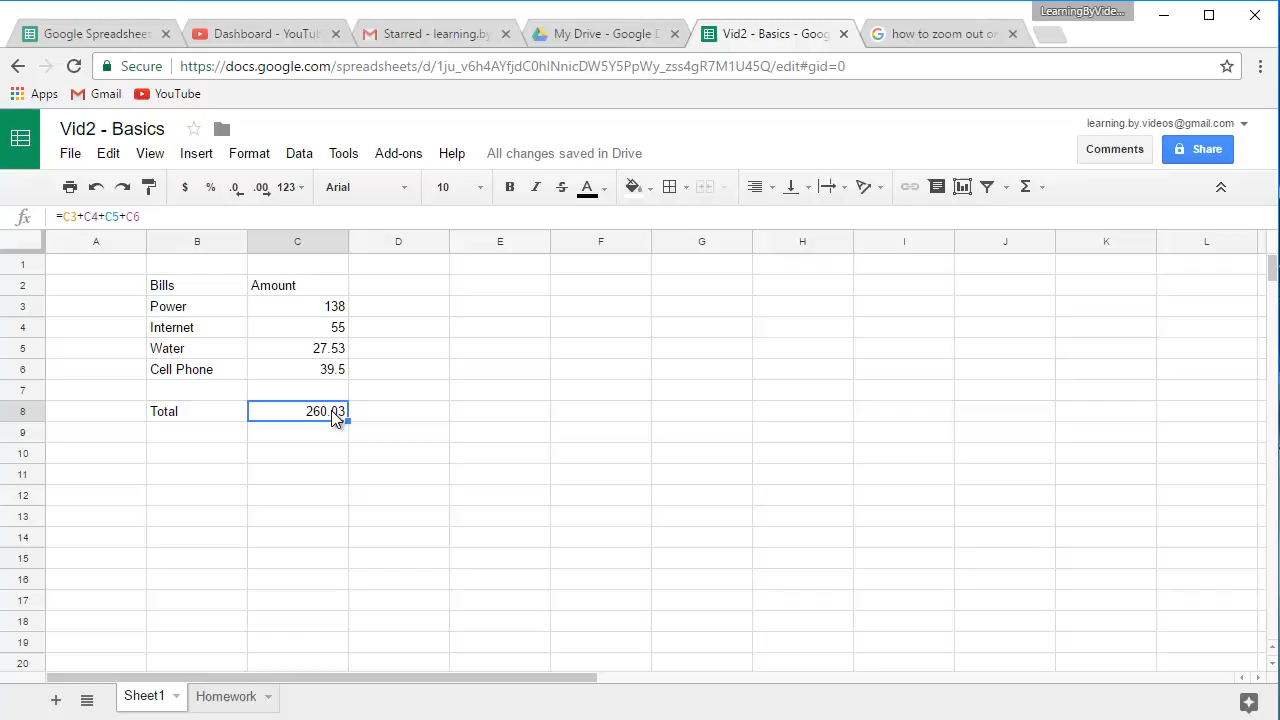 LearningByVide...
Google Spreadsheet
Dashboard - YouTu
Starred - learning.by
My Drive - Google D
Vid2 - Basics - Goog
how to zoom out or
Secure https://docs.google.com/spreadsheets/d/1ju_v6h4AYfjdC0hINnicDW5Y5PpWy_zss4gR7M1U45Q/edit#gid=0
Apps Gmail YouTube
Vid2 - Basics
learning.by.videos@gmail.com
File Edit View Insert Format Data Tools Add-ons Help All changes saved in Drive
Comments Share
$ % .0 .00 123 Arial 10 B I S A Σ
fx =C3+C4+C5+C6
A B C D E F G H I J K L
1
2 Bills Amount
3 Power 138
4 Internet 55
5 Water 27.53
6 Cell Phone 39.5
7
8 Total 260.03
9
10
11
12
13
14
15
16
17
18
19
20
+ Sheet1 Homework